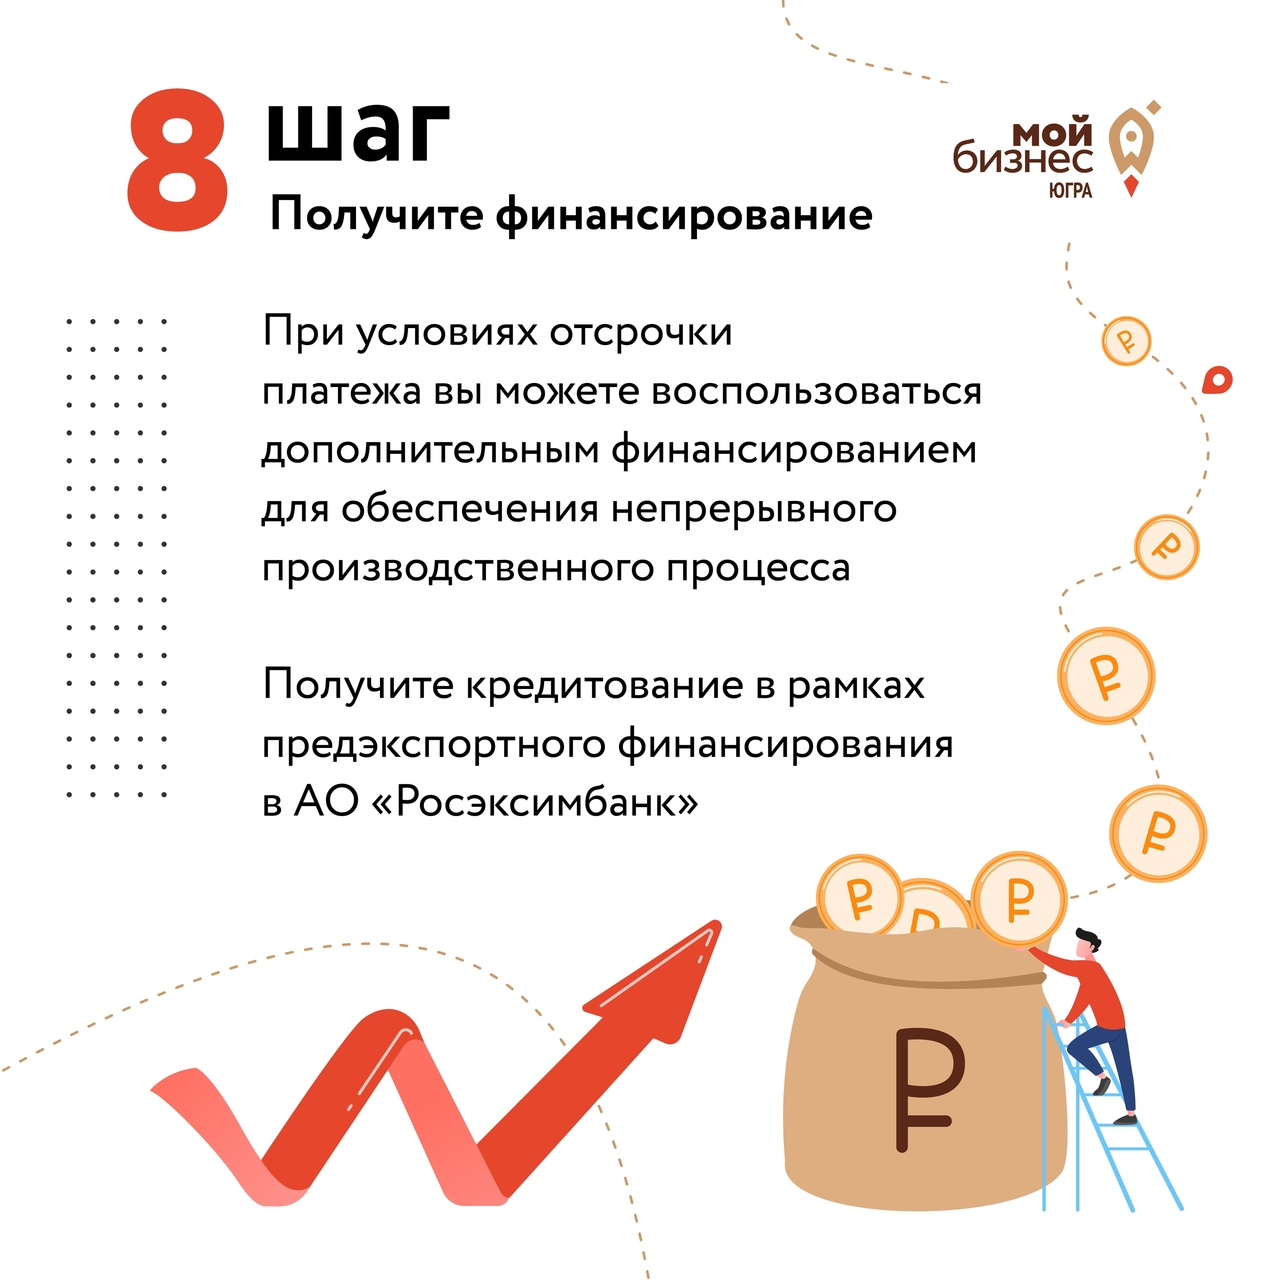 8 шаг
Получите финансирование
мой
бизнес
ЮГРА
При условиях отсрочки
платежа вы можете воспользоваться
дополнительным финансированием
для обеспечения непрерывного
производственного процесса
Получите кредитование в рамках
предэкспортного финансирования
в АО «Росэксимбанк»
₽
₽
₽
₽
₽
₽
₽
₽